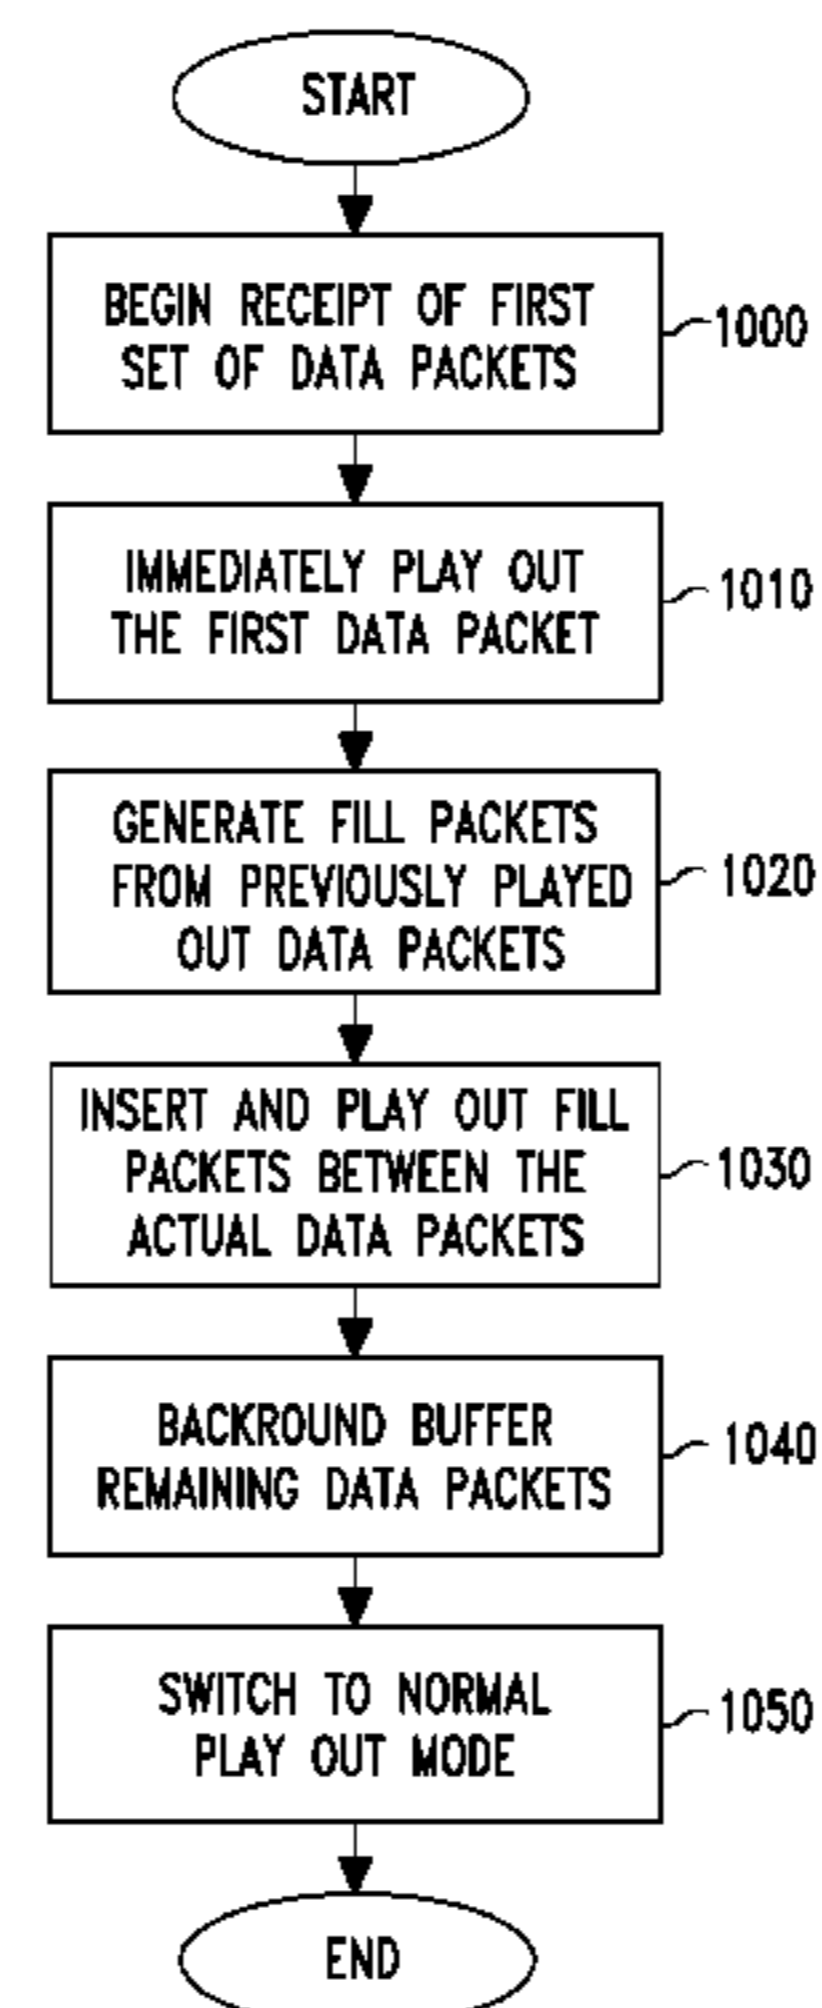 START
BEGIN RECEIPT OF FIRST
SET OF DATA PACKETS
1000
IMMEDIATELY PLAY OUT
THE FIRST DATA PACKET
1010
GENERATE FILL PACKETS
FROM PREVIOUSLY PLAYED
OUT DATA PACKETS
1020
INSERT AND PLAY OUT FILL
PACKETS BETWEEN THE
ACTUAL DATA PACKETS
1030
BACKROUND BUFFER
REMAINING DATA PACKETS
1040
SWITCH TO NORMAL
PLAY OUT MODE
1050
END